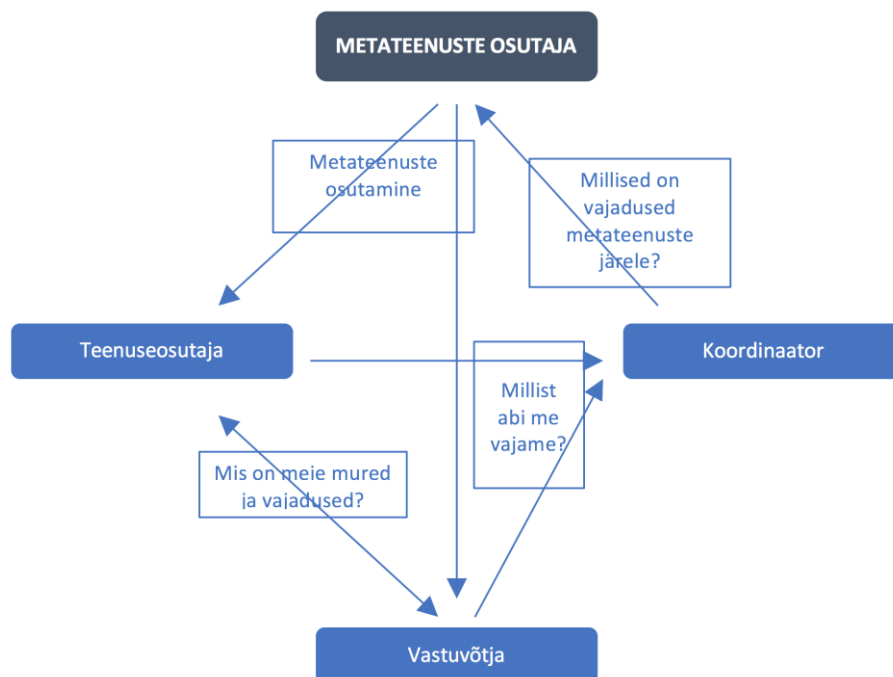 METATEENUSTE OSUTAJA
Metateenuste
osutamine
Millised on
vajadused
metateenuste
järele?
Teenuseosutaja
Koordinaator
Millist
abi me
vajame?
Mis on meie mured
ja vajadused?
Vastuvõtja